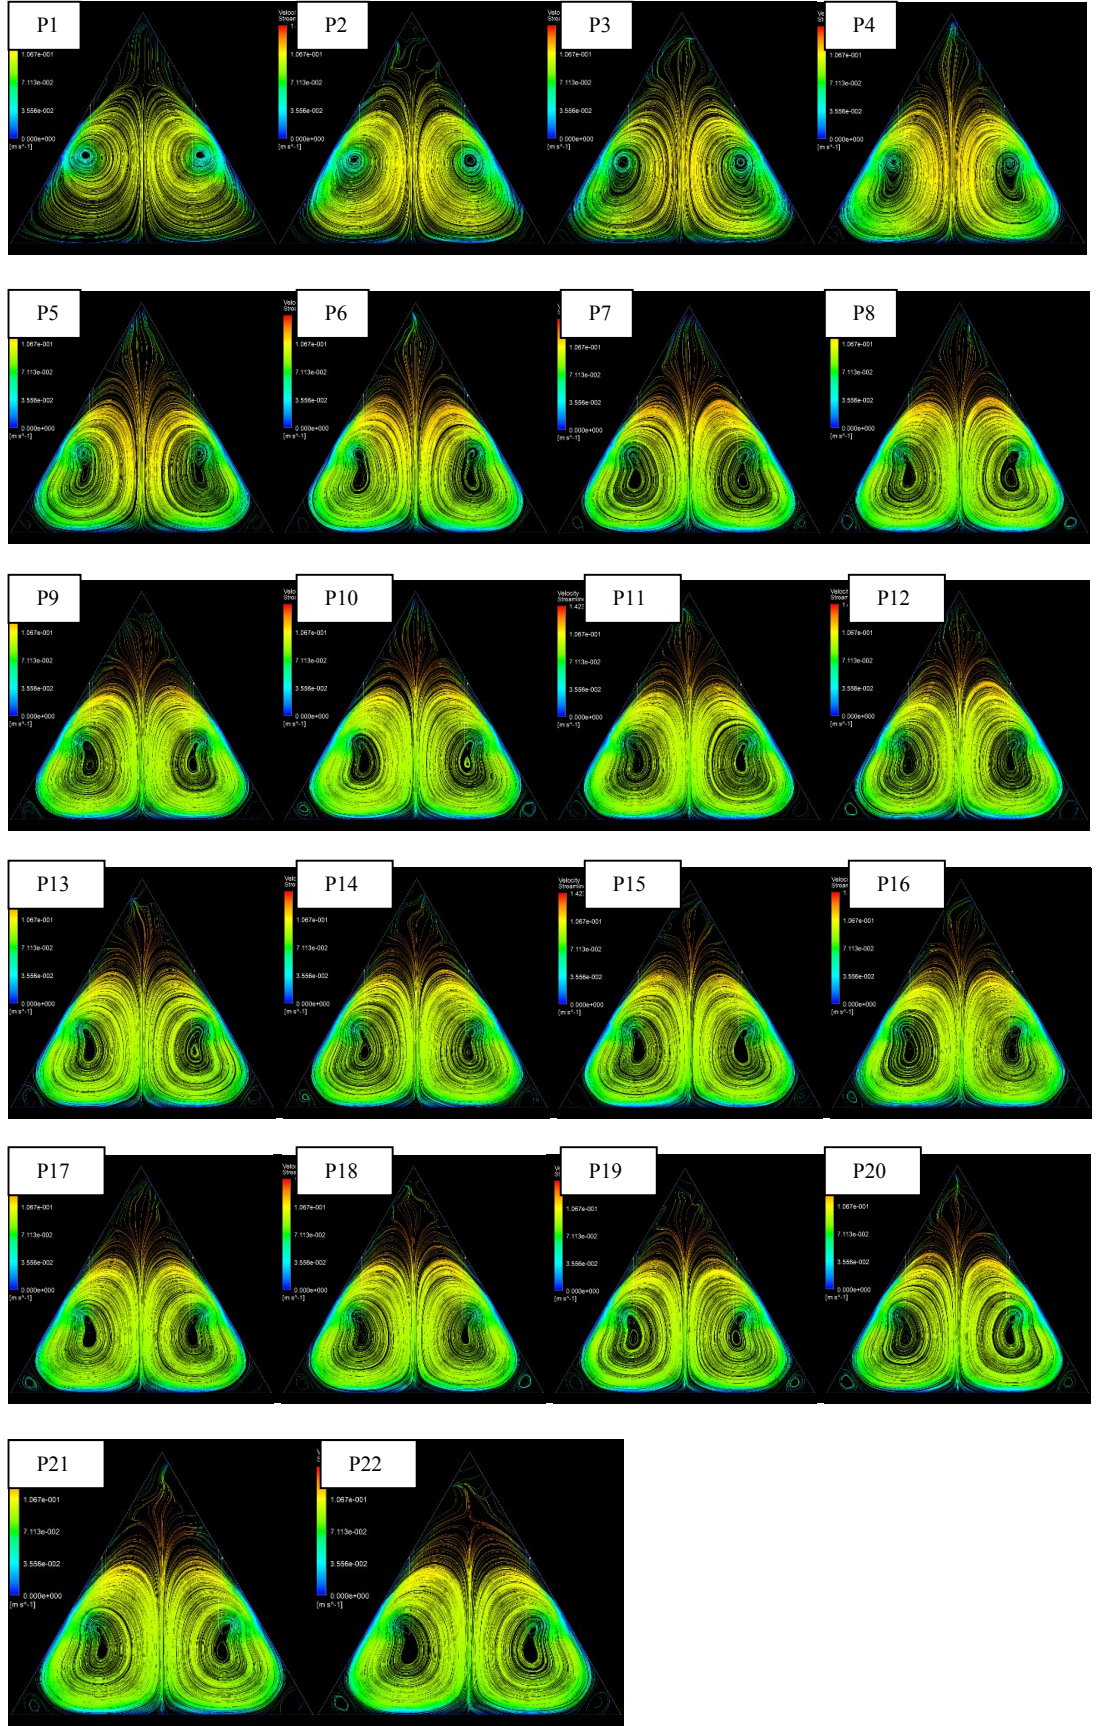 P1
1.067e-001
7.113e-002
3.556e-002
0.000e+000
[m s^-1]
P2
1.067e-001
7.113e-002
3.556e-002
0.000e+000
[m s^-1]
P3
1.067e-001
7.113e-002
3.556e-002
0.000e+000
[m s^-1]
P4
1.067e-001
7.113e-002
3.556e-002
0.000e+000
[m s^-1]
P5
1.067e-001
7.113e-002
3.556e-002
0.000e+000
[m s^-1]
P6
1.067e-001
7.113e-002
3.556e-002
0.000e+000
[m s^-1]
P7
1.067e-001
7.113e-002
3.556e-002
0.000e+000
[m s^-1]
P8
1.067e-001
7.113e-002
3.556e-002
0.000e+000
[m s^-1]
P9
1.067e-001
7.113e-002
3.556e-002
0.000e+000
[m s^-1]
P10
1.067e-001
7.113e-002
3.556e-002
0.000e+000
[m s^-1]
Velocity
P11
1.067e-001
7.113e-002
3.556e-002
0.000e+000
[m s^-1]
P12
1.067e-001
7.113e-002
3.556e-002
0.000e+000
[m s^-1]
P13
1.067e-001
7.113e-002
3.556e-002
0.000e+000
[m s^-1]
P14
1.067e-001
7.113e-002
3.556e-002
0.000e+000
[m s^-1]
Velocity
P15
1.067e-001
7.113e-002
3.556e-002
0.000e+000
[m s^-1]
P16
1.067e-001
7.113e-002
3.556e-002
0.000e+000
[m s^-1]
P17
1.067e-001
7.113e-002
3.556e-002
0.000e+000
[m s^-1]
P18
1.067e-001
7.113e-002
3.556e-002
0.000e+000
[m s^-1]
P19
1.067e-001
7.113e-002
3.556e-002
0.000e+000
[m s^-1]
P20
1.067e-001
7.113e-002
3.556e-002
0.000e+000
[m s^-1]
P21
1.067e-001
7.113e-002
3.556e-002
0.000e+000
[m s^-1]
P22
1.067e-001
7.113e-002
3.556e-002
0.000e+000
[m s^-1]